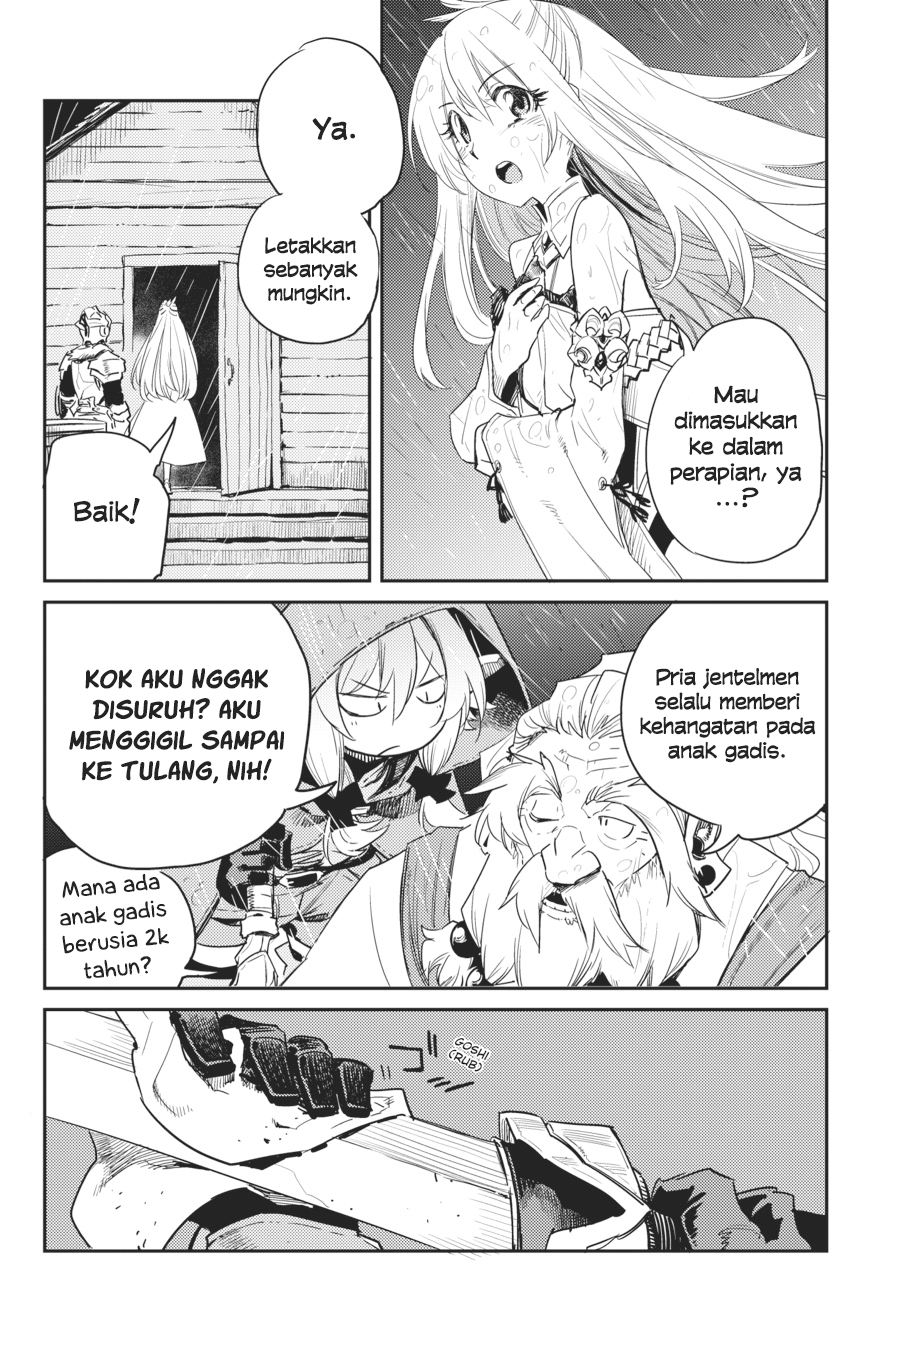 Mau
dimasukkan
ke dalam
perapian, ya
...?
Ya.
Letakkan
sebanyak
mungkin.
Baik!
Pria jentelmen
selalu memberi
kehangatan pada
anak gadis.
KOK AKU NGGAK
DISURUH? AKU
MENGGIGIL SAMPAI
KE TULANG, NIH!
Mana ada
anak gadis
berusia 2k
tahun?
GOSHI
(RUB)